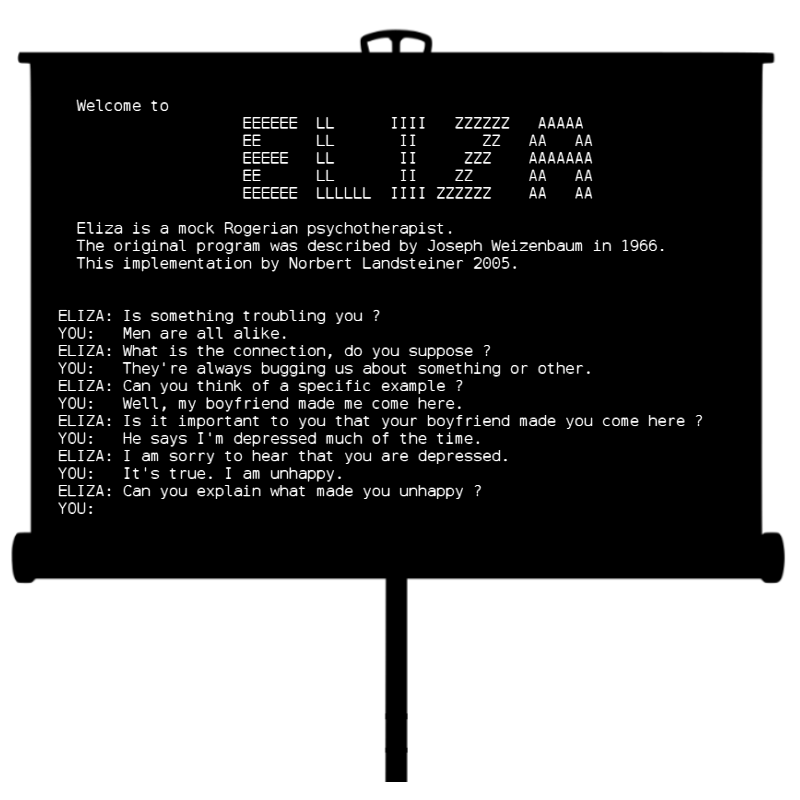 Welcome to
EEEEEE  LL      IIII   ZZZZZZ   AAAAA
EE      LL       II       ZZ   AA   AA
EEEEE   LL       II     ZZZ    AAAAAAA
EE      LL       II    ZZ      AA   AA
EEEEEE  LLLLLL  IIII ZZZZZZ    AA   AA
Eliza is a mock Rogerian psychotherapist.
The original program was described by Joseph Weizenbaum in 1966.
This implementation by Norbert Landsteiner 2005.
ELIZA: Is something troubling you ?
YOU:   Men are all alike.
ELIZA: What is the connection, do you suppose ?
YOU:   They're always bugging us about something or other.
ELIZA: Can you think of a specific example ?
YOU:   Well, my boyfriend made me come here.
ELIZA: Is it important to you that your boyfriend made you come here ?
YOU:   He says I'm depressed much of the time.
ELIZA: I am sorry to hear that you are depressed.
YOU:   It's true. I am unhappy.
ELIZA: Can you explain what made you unhappy ?
YOU: